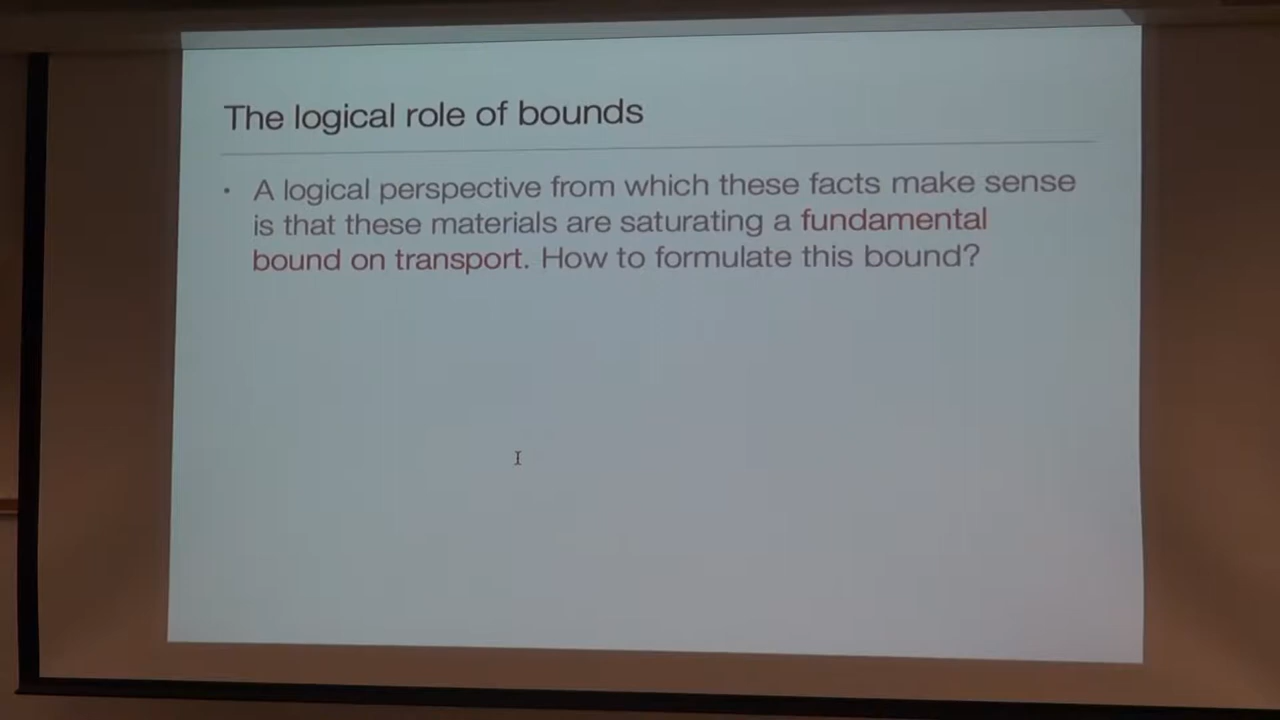 The logical role of bounds
• A logical perspective from which these facts make sense
is that these materials are saturating a fundamental
bound on transport. How to formulate this bound?